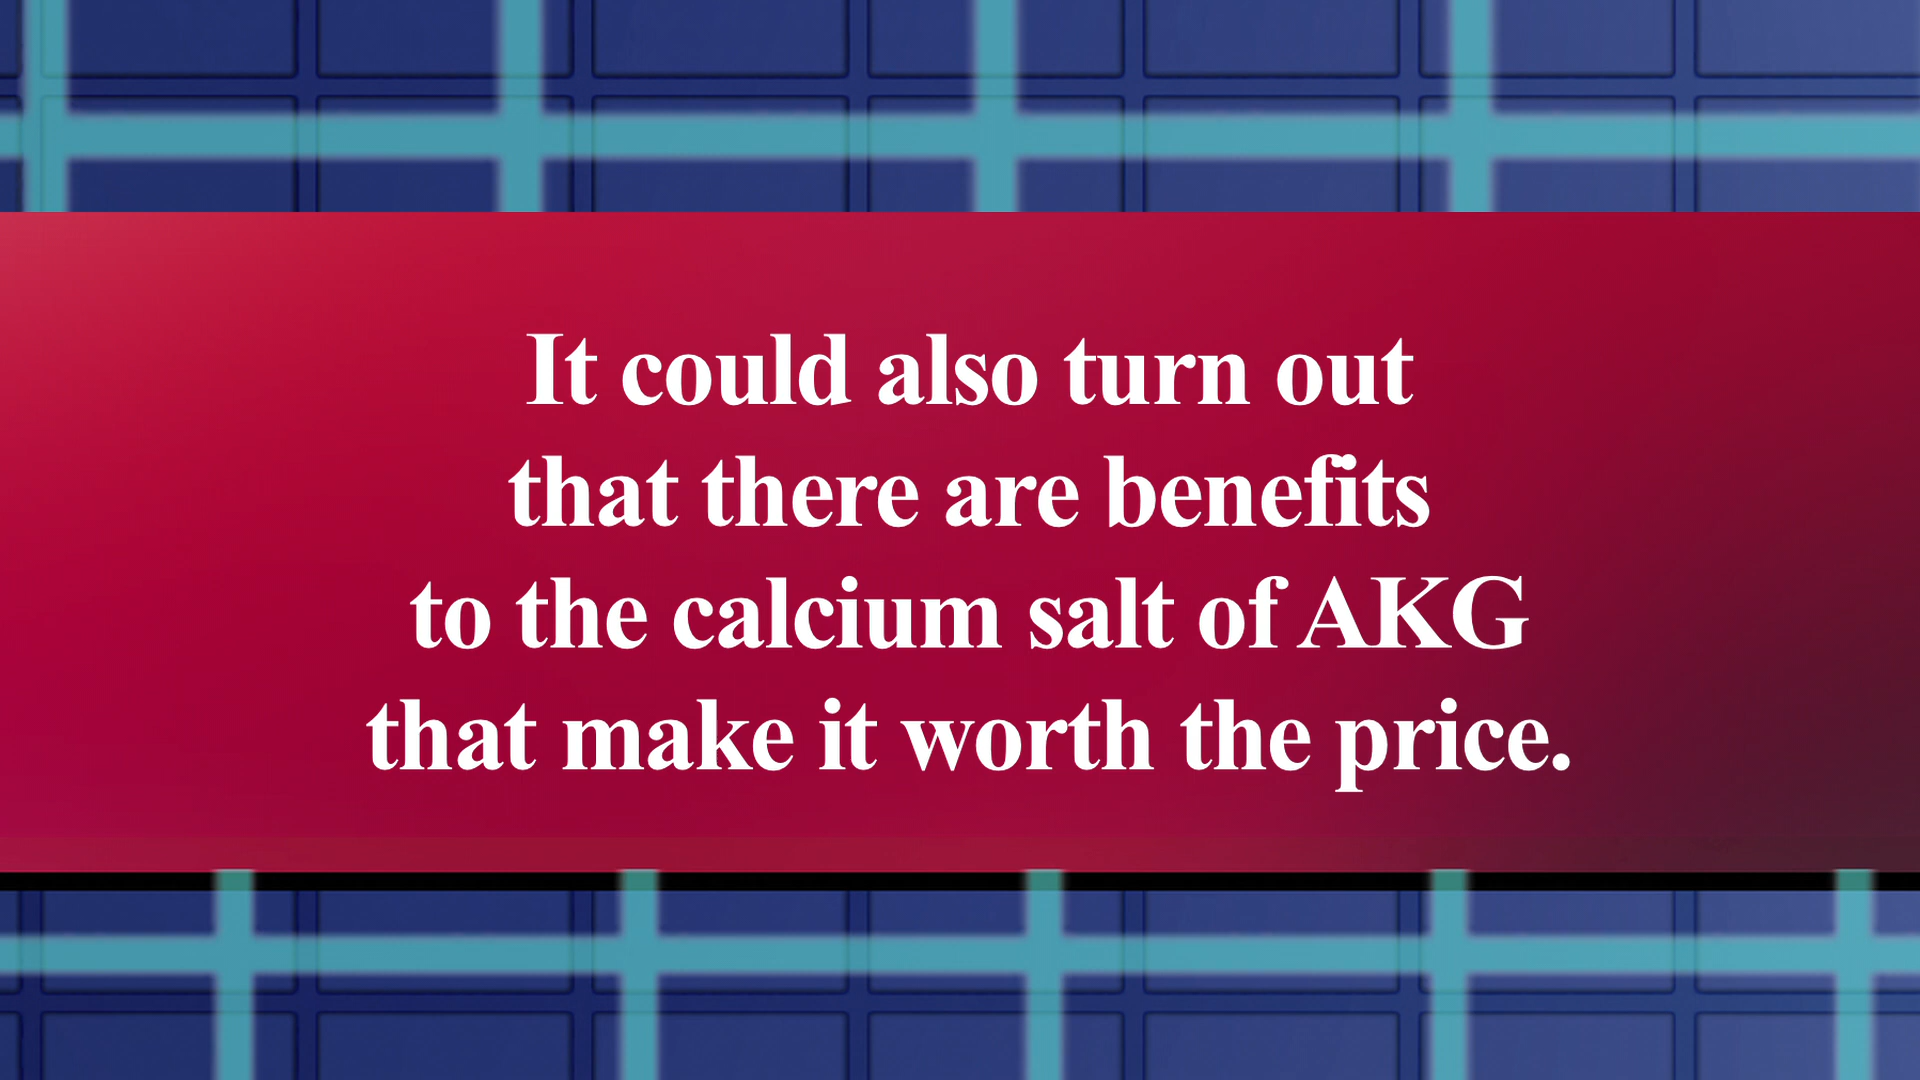 It could also turn out
that there are benefits
to the calcium salt of AKG
that make it worth the price.